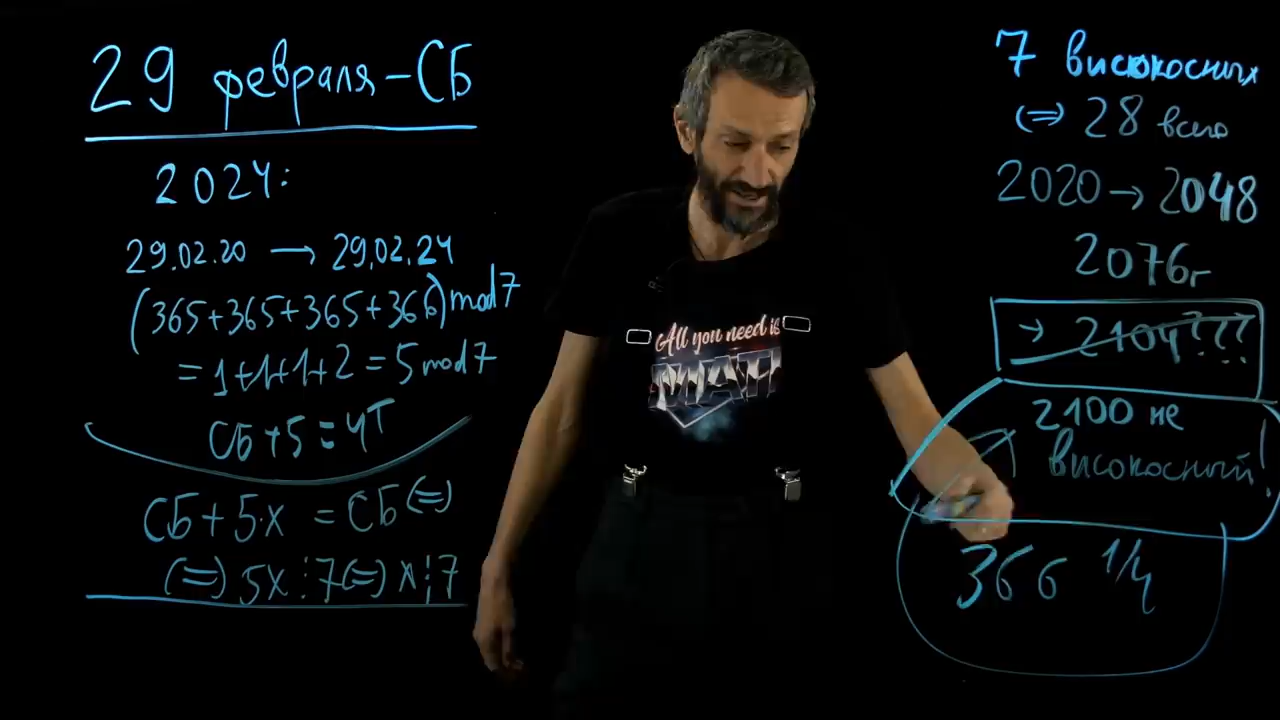 29 февраля - СБ
2024:
29.02.20 → 29.02.24
(365+365+365+366) mod 7
= 1+1+1+2 = 5 mod 7
СБ+5 = ЧТ
СБ + 5·x = СБ (=)
(=) 5x ⋮ 7 (=) x ⋮ 7
All you need is
MATH
7 високосных
(=) 28 всего
2020 → 2048
2076г
→ 2104???
2100 не
високосный!
366 1/4